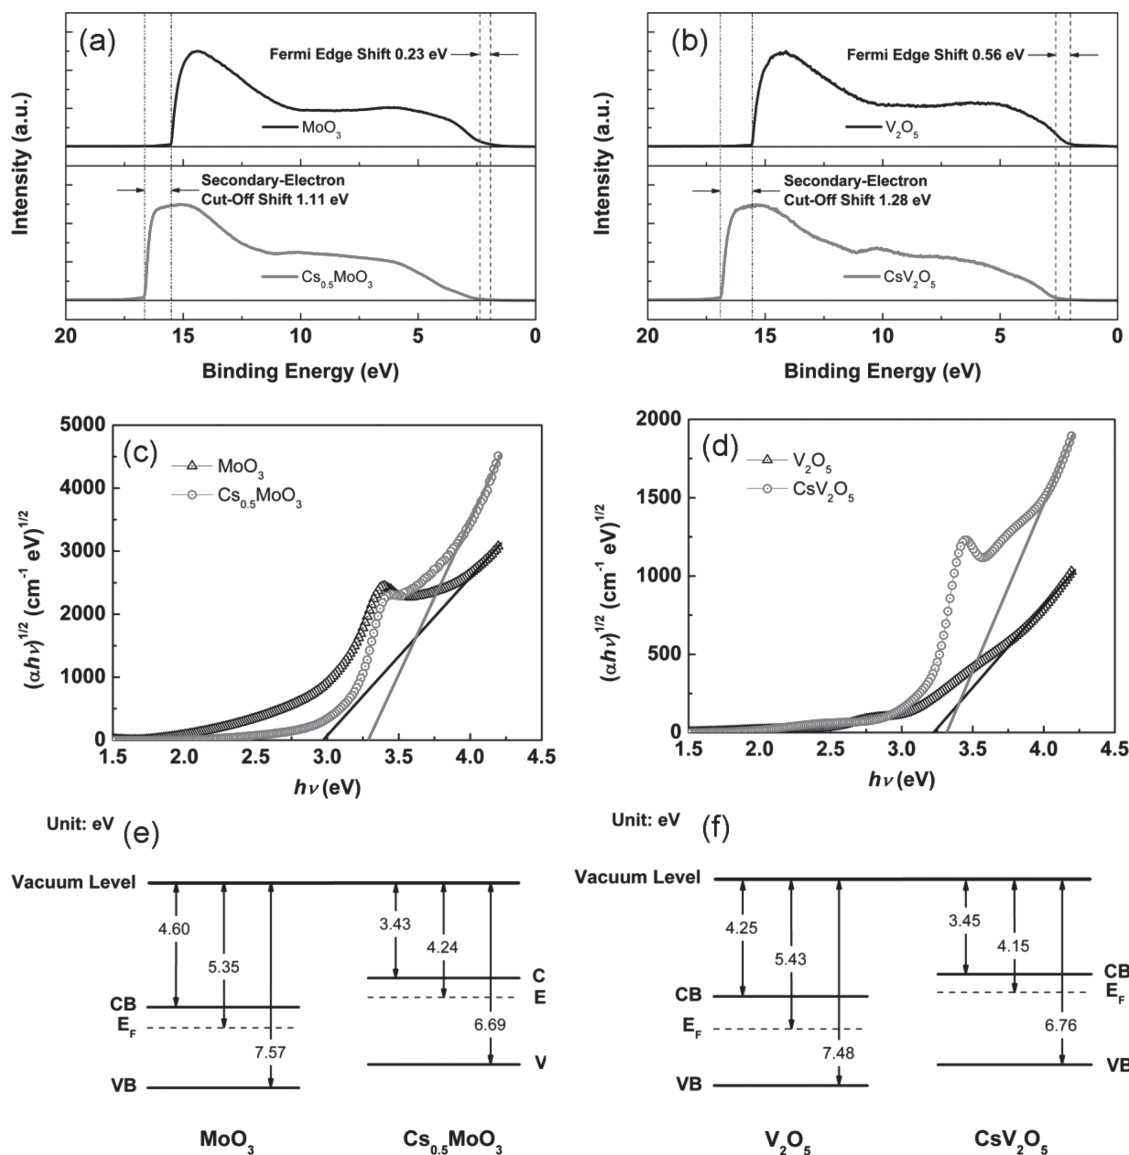 (a)
Fermi Edge Shift 0.23 eV
MoO₃
Secondary-Electron
Cut-Off Shift 1.11 eV
Cs₀.₅MoO₃
Intensity (a.u.)
20 15 10 5 0
Binding Energy (eV)
(b)
Fermi Edge Shift 0.56 eV
V₂O₅
Secondary-Electron
Cut-Off Shift 1.28 eV
CsV₂O₅
Intensity (a.u.)
20 15 10 5 0
Binding Energy (eV)
(c)
MoO₃
Cs₀.₅MoO₃
(αhν)^1/2 (cm⁻¹ eV)^1/2
5000
4000
3000
2000
1000
0
1.5 2.0 2.5 3.0 3.5 4.0 4.5
hν (eV)
(d)
V₂O₅
CsV₂O₅
(αhν)^1/2 (cm⁻¹ eV)^1/2
2000
1500
1000
500
0
1.5 2.0 2.5 3.0 3.5 4.0 4.5
hν (eV)
Unit: eV (e)
Vacuum Level
4.60
5.35
7.57
3.43
4.24
6.69
CB
E_F
VB
C
E
V
MoO₃ Cs₀.₅MoO₃
Unit: eV (f)
Vacuum Level
4.25
5.43
7.48
3.45
4.15
6.76
CB
E_F
VB
CB
E_F
VB
V₂O₅ CsV₂O₅